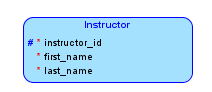 Instructor
# * instructor_id
* first_name
* last_name